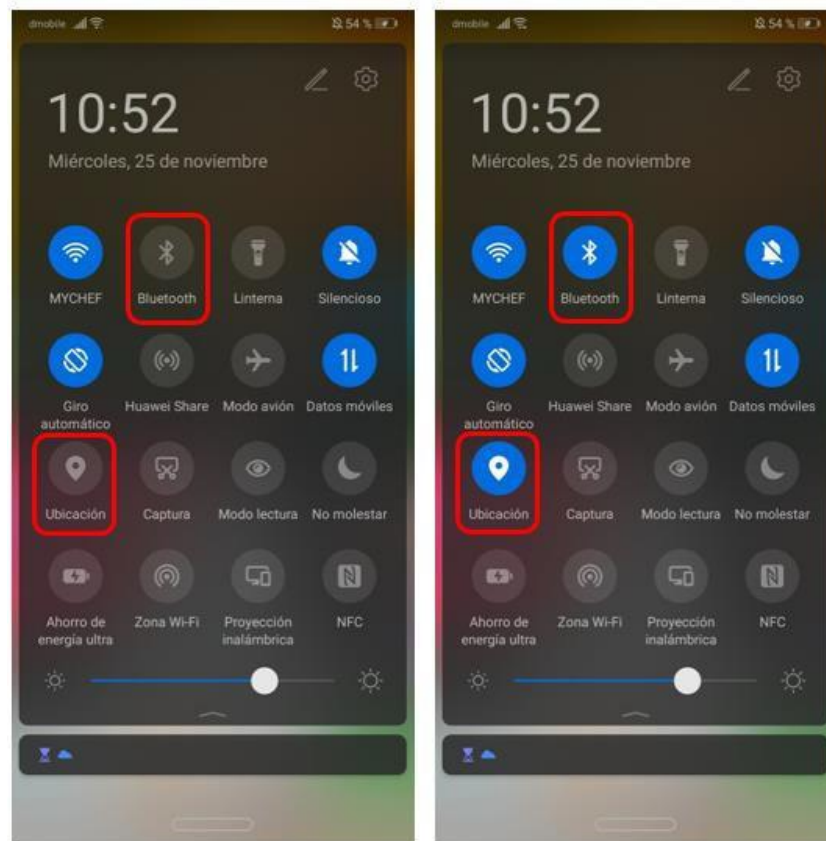 dmobile 54 %
10:52
Miércoles, 25 de noviembre
MYCHEF Bluetooth Linterna Silencioso
Giro automático Huawei Share Modo avión Datos móviles
Ubicación Captura Modo lectura No molestar
Ahorro de energía ultra Zona Wi-Fi Proyección inalámbrica NFC
dmobile 54 %
10:52
Miércoles, 25 de noviembre
MYCHEF Bluetooth Linterna Silencioso
Giro automático Huawei Share Modo avión Datos móviles
Ubicación Captura Modo lectura No molestar
Ahorro de energía ultra Zona Wi-Fi Proyección inalámbrica NFC